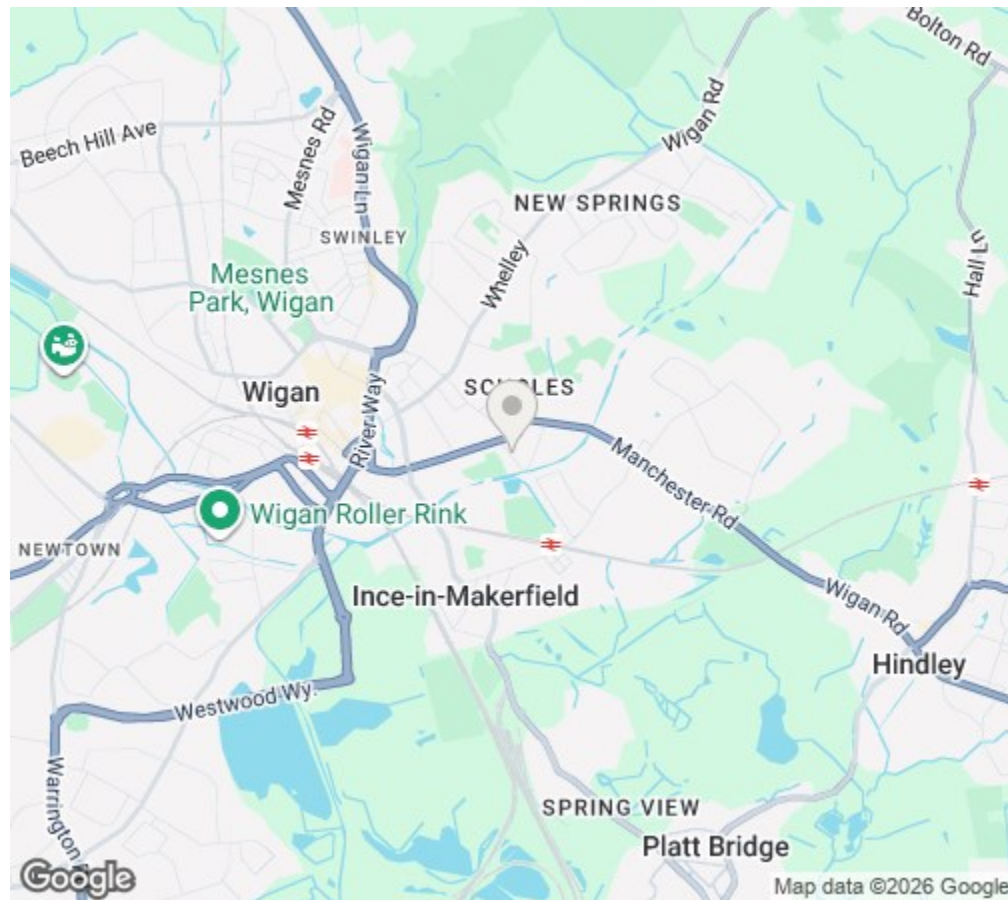 Bolton Rd
Beech Hill Ave
Mesnes Rd
Wigan Ln
Wigan Rd
NEW SPRINGS
SWINLEY
Whelley
Hall Ln
Mesnes
Park, Wigan
Wigan
River Way
Manchester Rd
Wigan Roller Rink
NEWTOWN
Ince-in-Makerfield
Wigan Rd
Hindley
Westwood Wy.
Warrington
SPRING VIEW
Platt Bridge
Google
Map data ©2026 Google